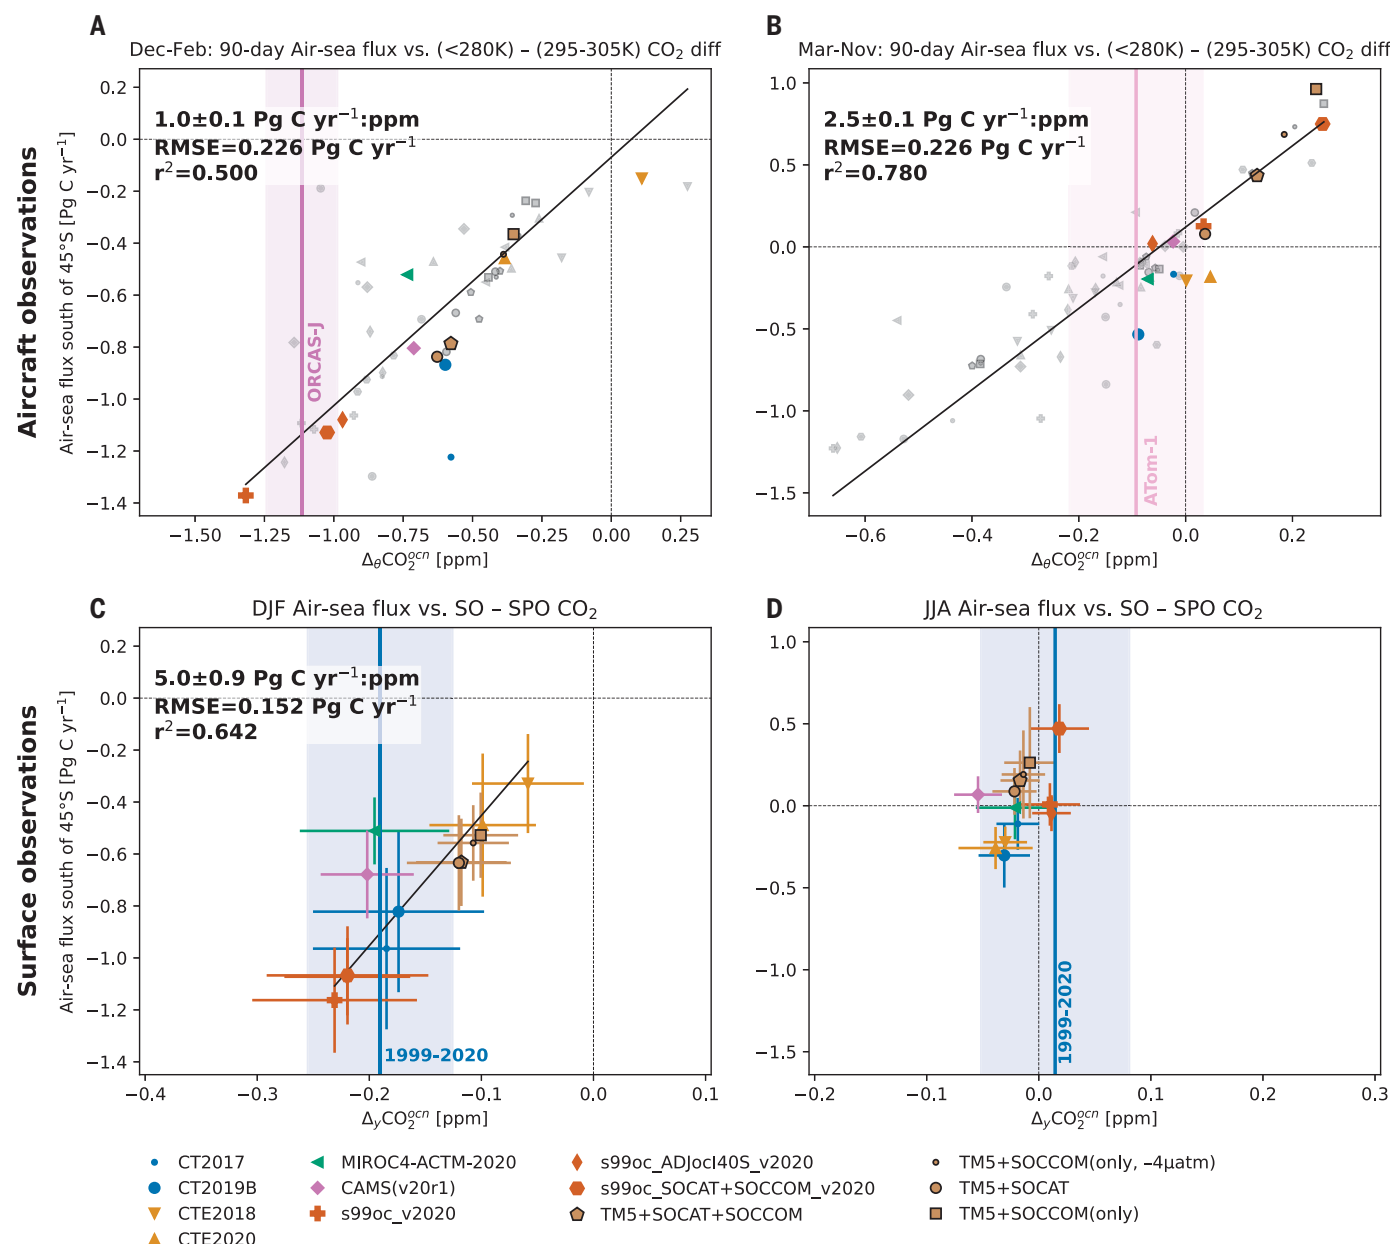 A
Dec-Feb: 90-day Air-sea flux vs. (<280K) – (295-305K) CO₂ diff
Aircraft observations
Air-sea flux south of 45°S [Pg C yr⁻¹]
0.2
0.0
−0.2
−0.4
−0.6
−0.8
−1.0
−1.2
−1.4
1.0±0.1 Pg C yr⁻¹:ppm
RMSE=0.226 Pg C yr⁻¹
r²=0.500
ORCAS-J
−1.50 −1.25 −1.00 −0.75 −0.50 −0.25 0.00 0.25
Δ_θCO₂^ocn [ppm]
B
Mar-Nov: 90-day Air-sea flux vs. (<280K) – (295-305K) CO₂ diff
1.0
0.5
0.0
−0.5
−1.0
−1.5
2.5±0.1 Pg C yr⁻¹:ppm
RMSE=0.226 Pg C yr⁻¹
r²=0.780
ATom-1
−0.6 −0.4 −0.2 0.0 0.2
Δ_θCO₂^ocn [ppm]
C
DJF Air-sea flux vs. SO – SPO CO₂
Surface observations
Air-sea flux south of 45°S [Pg C yr⁻¹]
0.2
0.0
−0.2
−0.4
−0.6
−0.8
−1.0
−1.2
−1.4
5.0±0.9 Pg C yr⁻¹:ppm
RMSE=0.152 Pg C yr⁻¹
r²=0.642
1999-2020
−0.4 −0.3 −0.2 −0.1 0.0 0.1
Δ_yCO₂^ocn [ppm]
D
JJA Air-sea flux vs. SO – SPO CO₂
1.0
0.5
0.0
−0.5
−1.0
−1.5
1999-2020
−0.2 −0.1 0.0 0.1 0.2 0.3
Δ_yCO₂^ocn [ppm]
CT2017
CT2019B
CTE2018
CTE2020
MIROC4-ACTM-2020
CAMS(v20r1)
s99oc_v2020
s99oc_ADJocI40S_v2020
s99oc_SOCAT+SOCCOM_v2020
TM5+SOCAT+SOCCOM
TM5+SOCCOM(only, –4µatm)
TM5+SOCAT
TM5+SOCCOM(only)